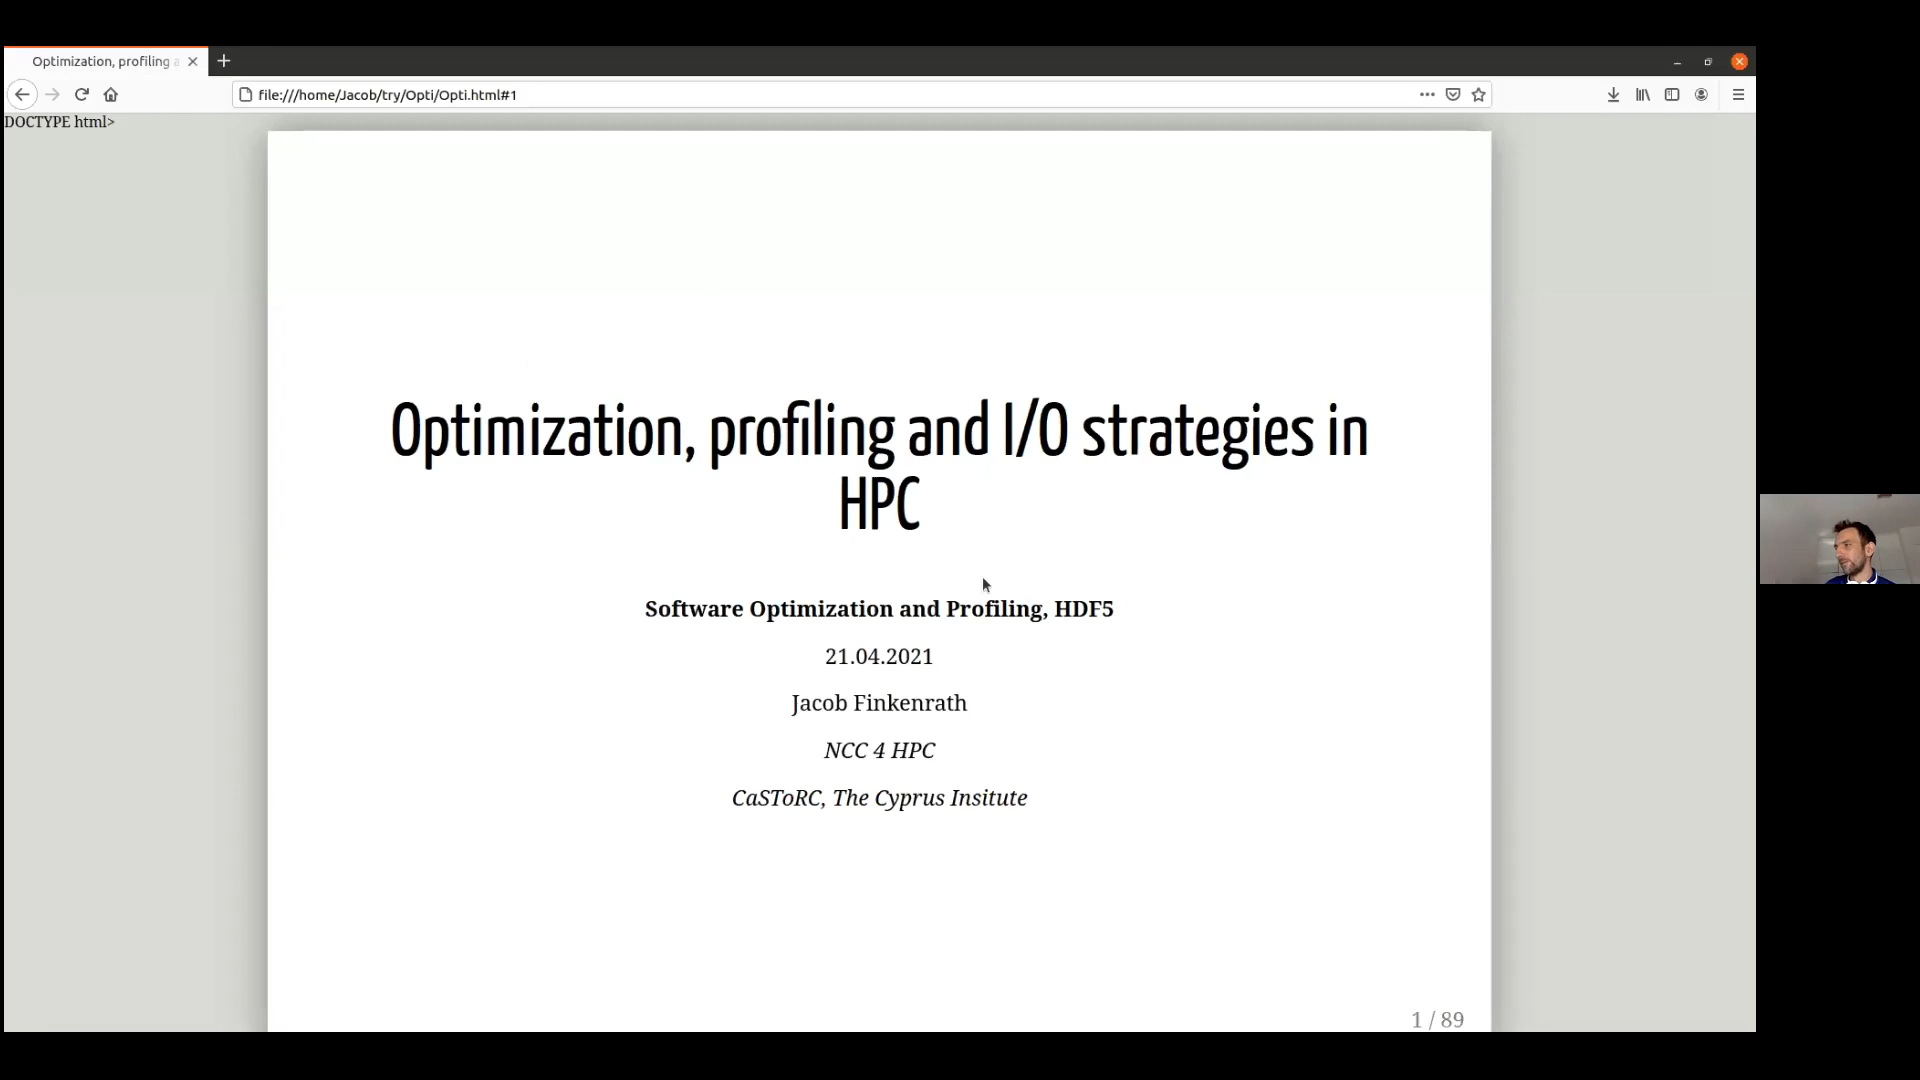 Optimization, profiling a
file:///home/Jacob/try/Opti/Opti.html#1
DOCTYPE html>
Optimization, profiling and I/O strategies in
HPC
Software Optimization and Profiling, HDF5
21.04.2021
Jacob Finkenrath
NCC 4 HPC
CaSToRC, The Cyprus Insitute
1 / 89